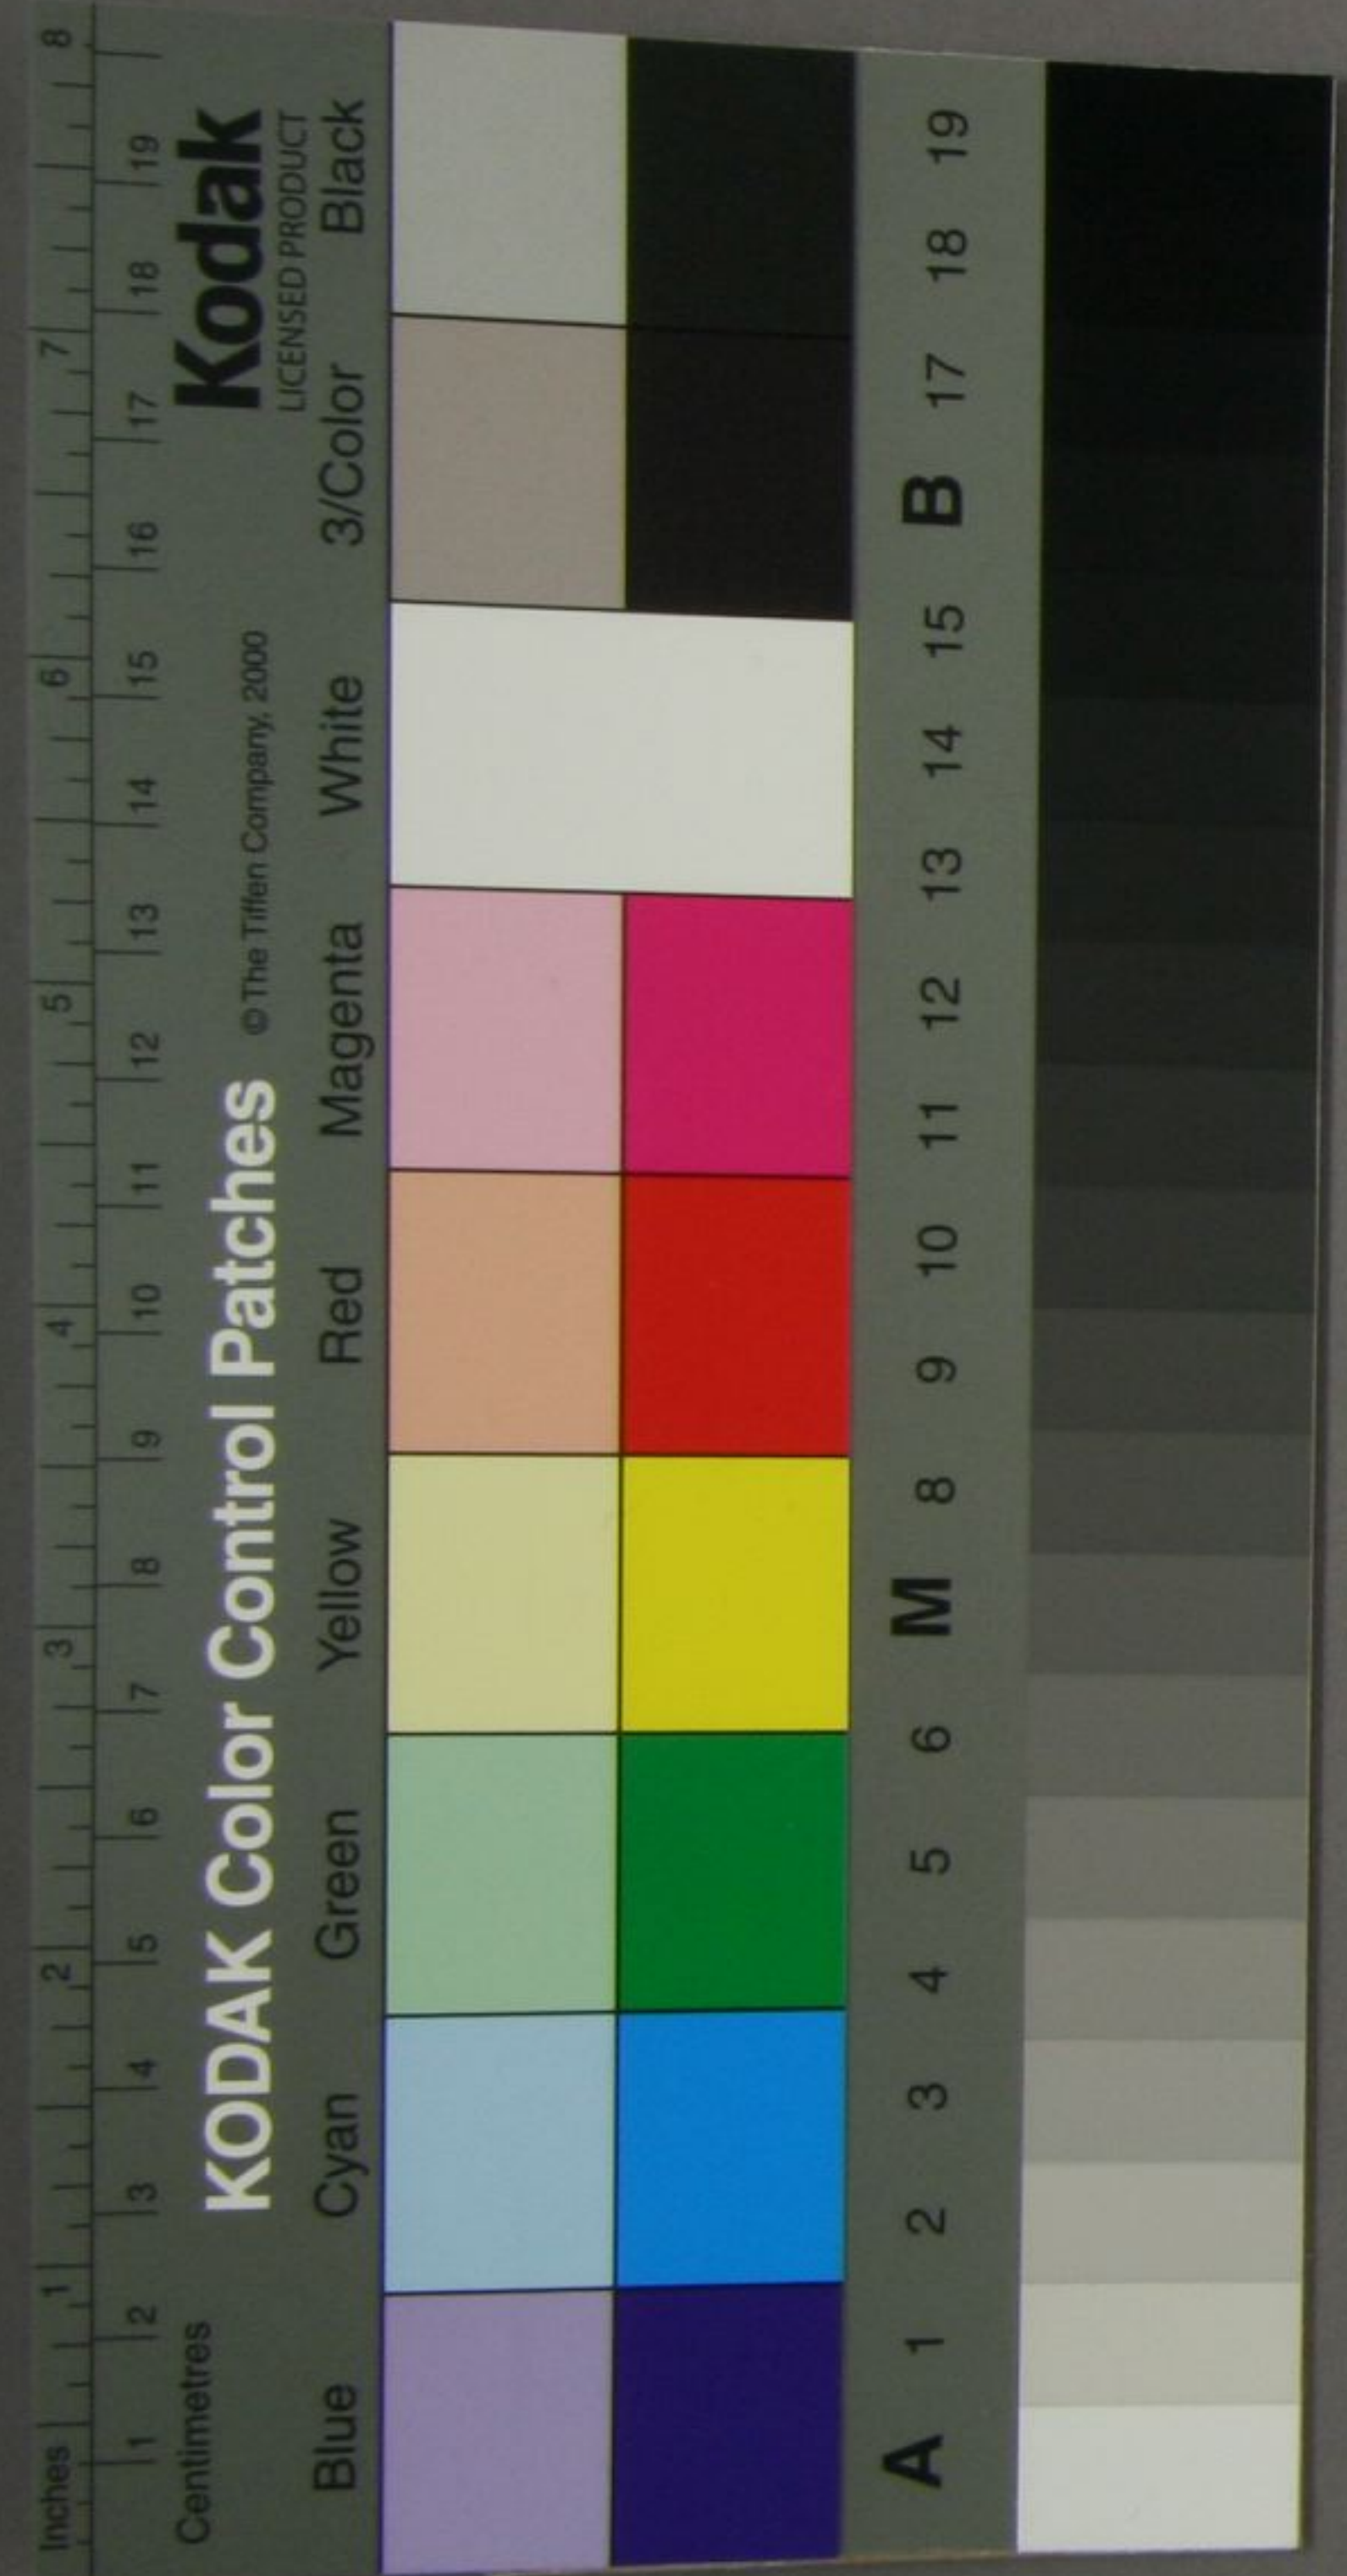 Inches 1 2 3 4 5 6 7 8
Centimetres 1 2 3 4 5 6 7 8 9 10 11 12 13 14 15 16 17 18 19
KODAK Color Control Patches © The Tiffen Company, 2000 Kodak
LICENSED PRODUCT
Blue Cyan Green Yellow Red Magenta White 3/Color Black
A 1 2 3 4 5 6 M 8 9 10 11 12 13 14 15 B 17 18 19